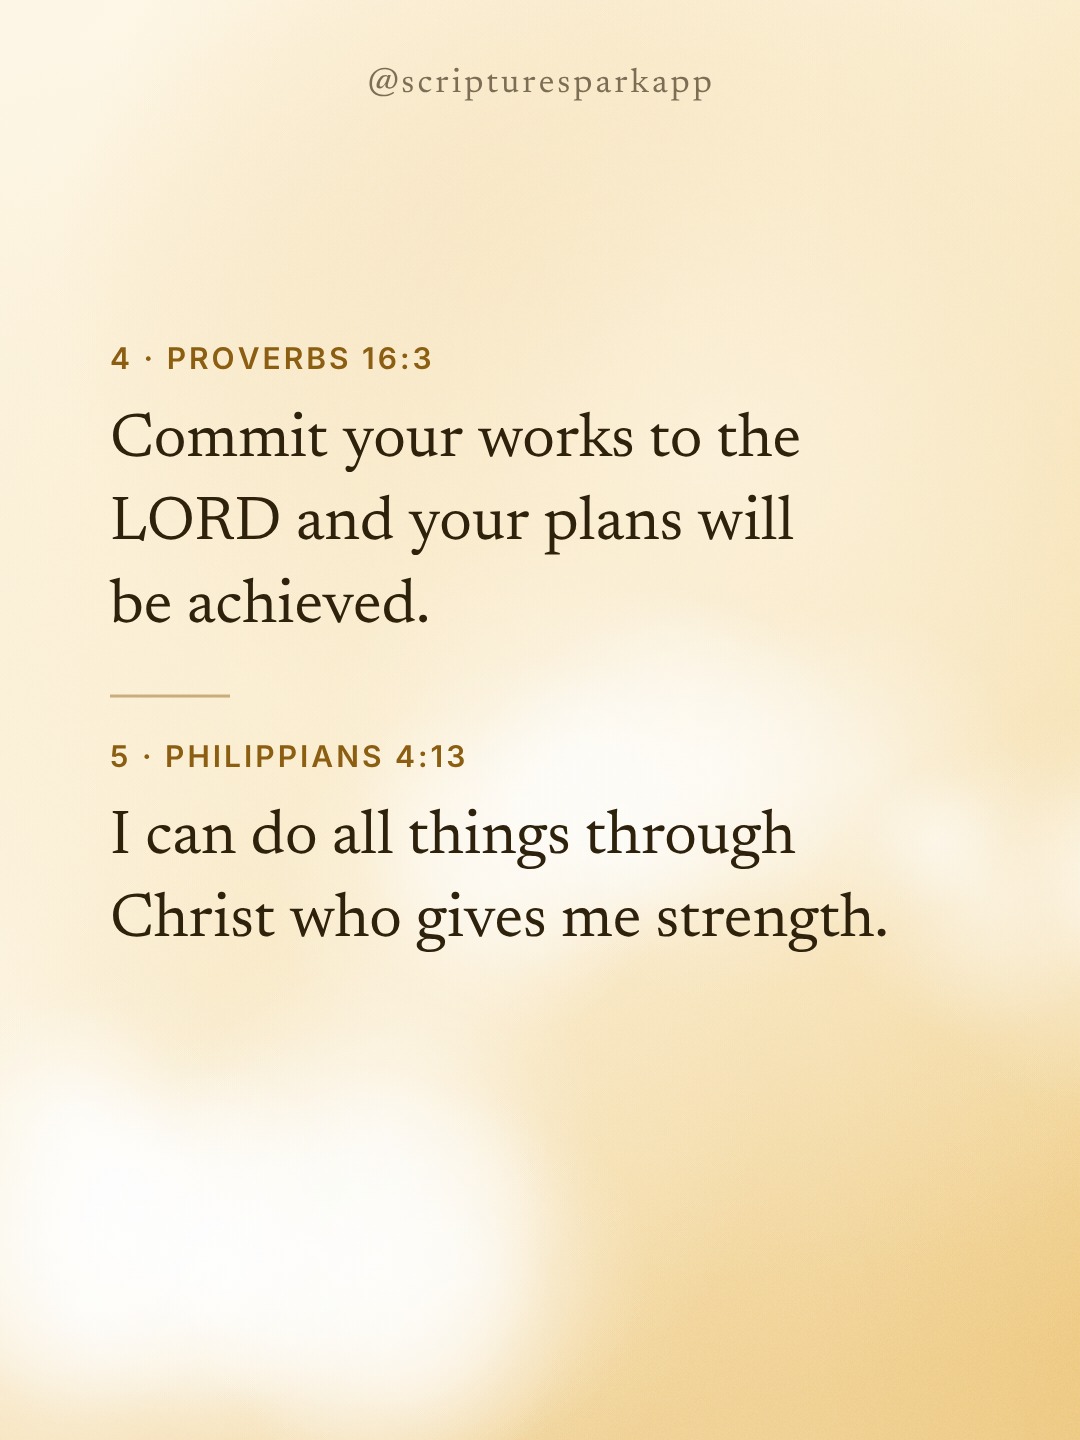 @scripturesparkapp
4 · PROVERBS 16:3
Commit your works to the
LORD and your plans will
be achieved.
5 · PHILIPPIANS 4:13
I can do all things through
Christ who gives me strength.